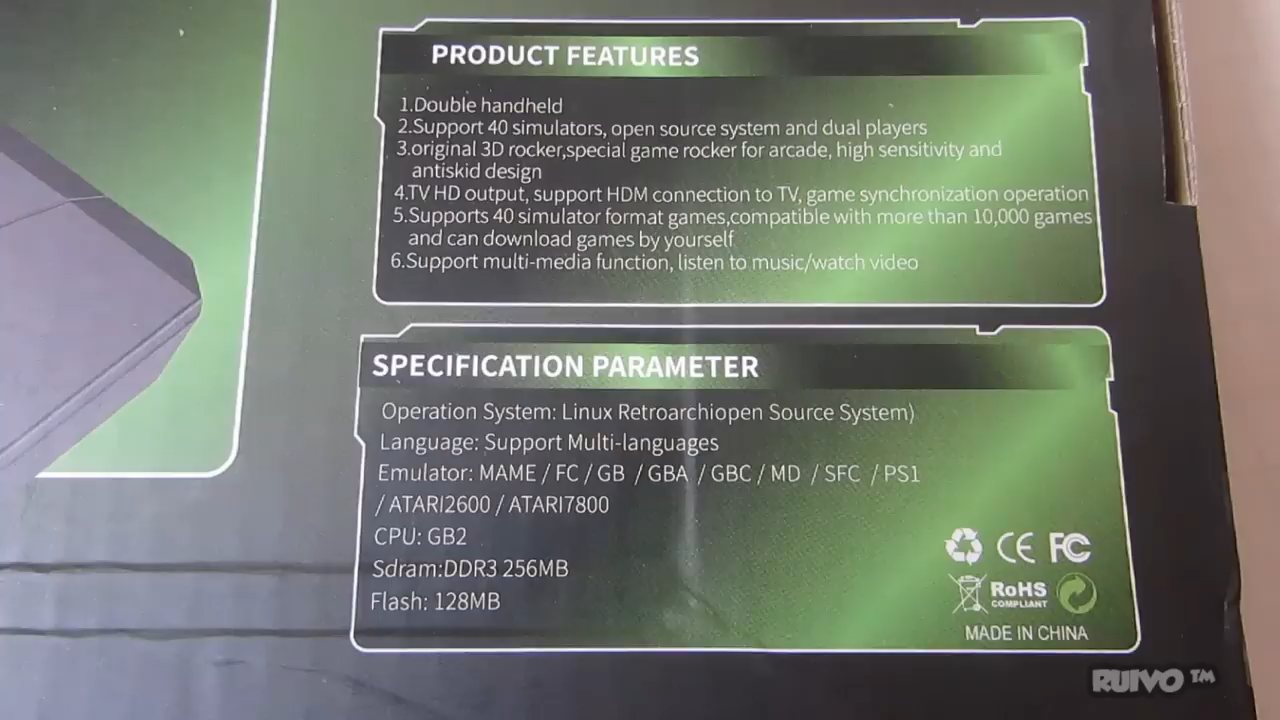 PRODUCT FEATURES
1.Double handheld
2.Support 40 simulators, open source system and dual players
3.original 3D rocker,special game rocker for arcade, high sensitivity and
antiskid design
4.TV HD output, support HDM connection to TV, game synchronization operation
5.Supports 40 simulator format games,compatible with more than 10,000 games
and can download games by yourself
6.Support multi-media function, listen to music/watch video
SPECIFICATION PARAMETER
Operation System: Linux Retroarchiopen Source System)
Language: Support Multi-languages
Emulator: MAME / FC / GB / GBA / GBC / MD / SFC / PS1
/ ATARI2600 / ATARI7800
CPU: GB2
Sdram:DDR3 256MB
Flash: 128MB
CE FC
RoHS
COMPLIANT
MADE IN CHINA
RUIVO™